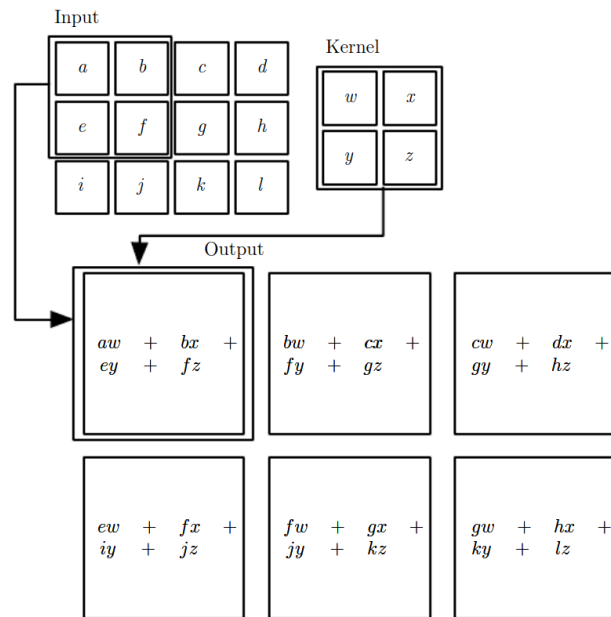 Input
Kernel
a b c d
e f g h
i j k l
w x
y z
Output
aw + bx +
ey + fz
bw + cx +
fy + gz
cw + dx +
gy + hz
ew + fx +
iy + jz
fw + gx +
jy + kz
gw + hx +
ky + lz